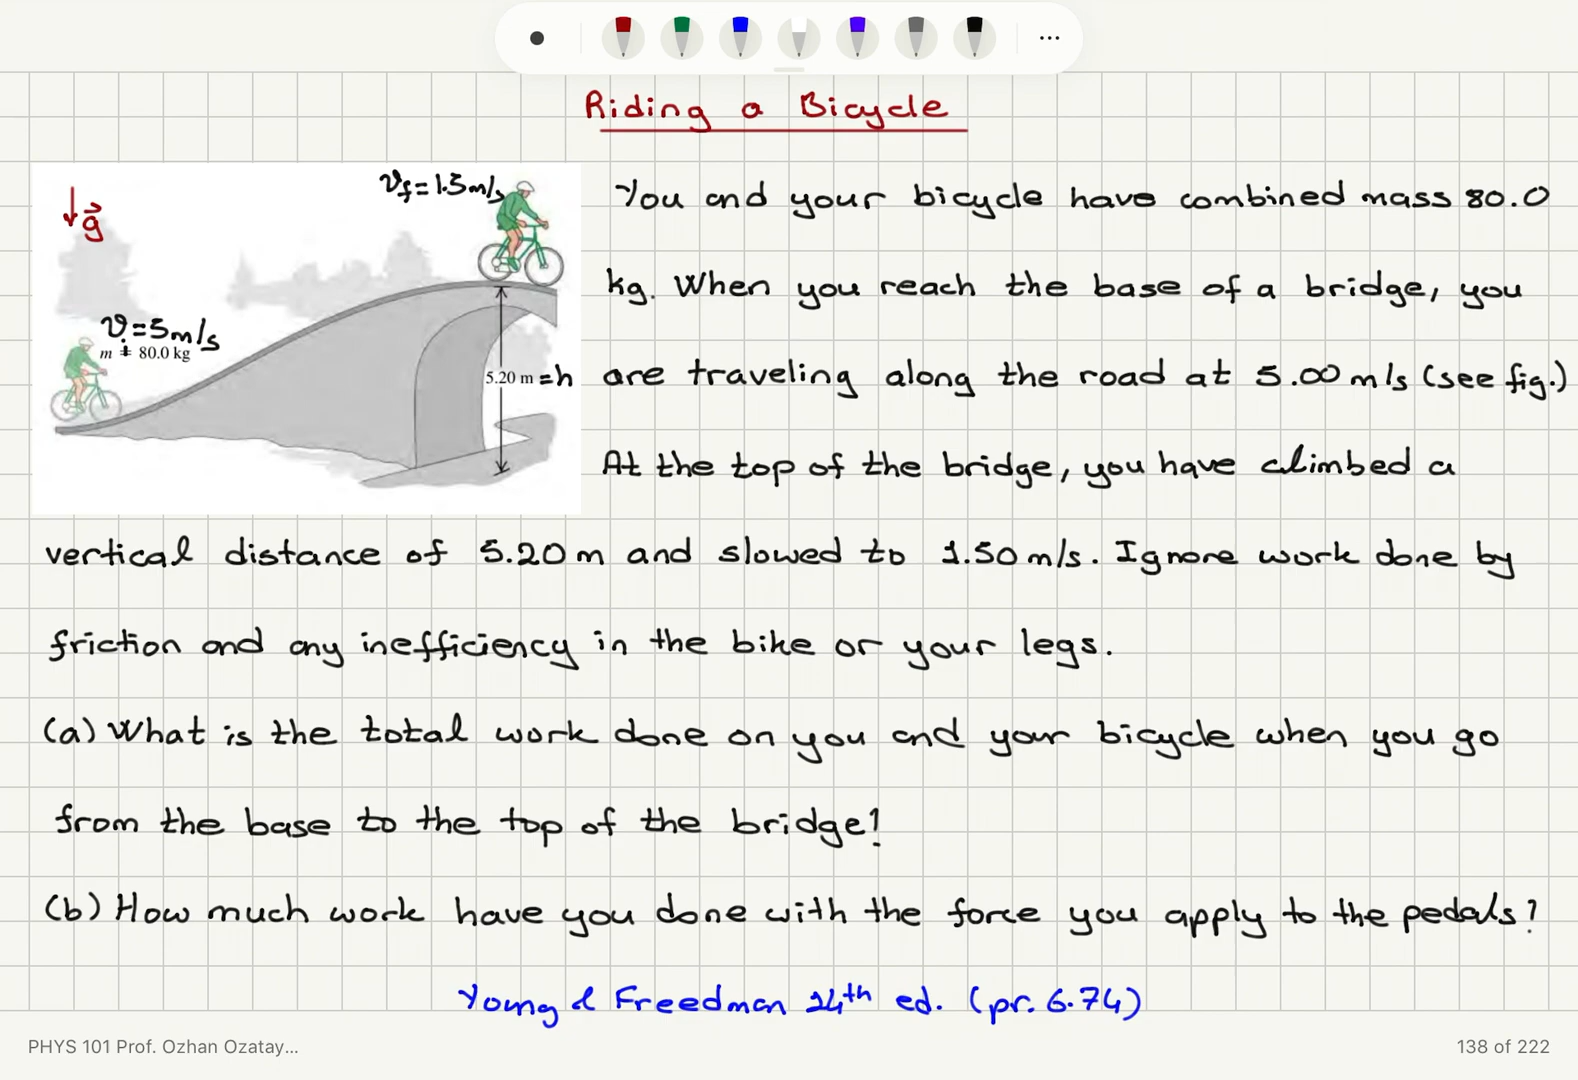 Riding a Bicycle
↓g⃗
v_f = 1.5 m/s
v_i = 5 m/s
m = 80.0 kg
5.20 m = h
You and your bicycle have combined mass 80.0
kg. When you reach the base of a bridge, you
are traveling along the road at 5.00 m/s (see fig.)
At the top of the bridge, you have climbed a
vertical distance of 5.20 m and slowed to 1.50 m/s. Ignore work done by
friction and any inefficiency in the bike or your legs.
(a) What is the total work done on you and your bicycle when you go
from the base to the top of the bridge?
(b) How much work have you done with the force you apply to the pedals?
Young & Freedman 14th ed. (pr. 6.74)
PHYS 101 Prof. Ozhan Ozatay...
138 of 222